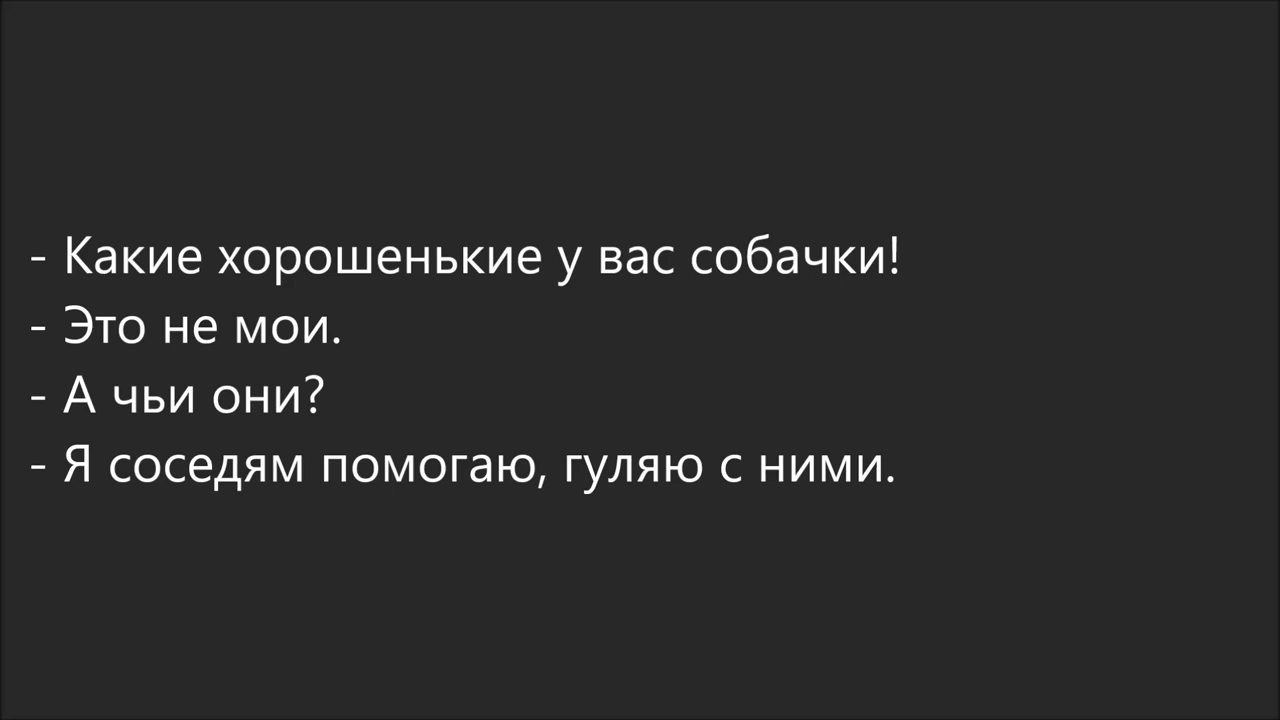 - Какие хорошенькие у вас собачки!
- Это не мои.
- А чьи они?
- Я соседям помогаю, гуляю с ними.